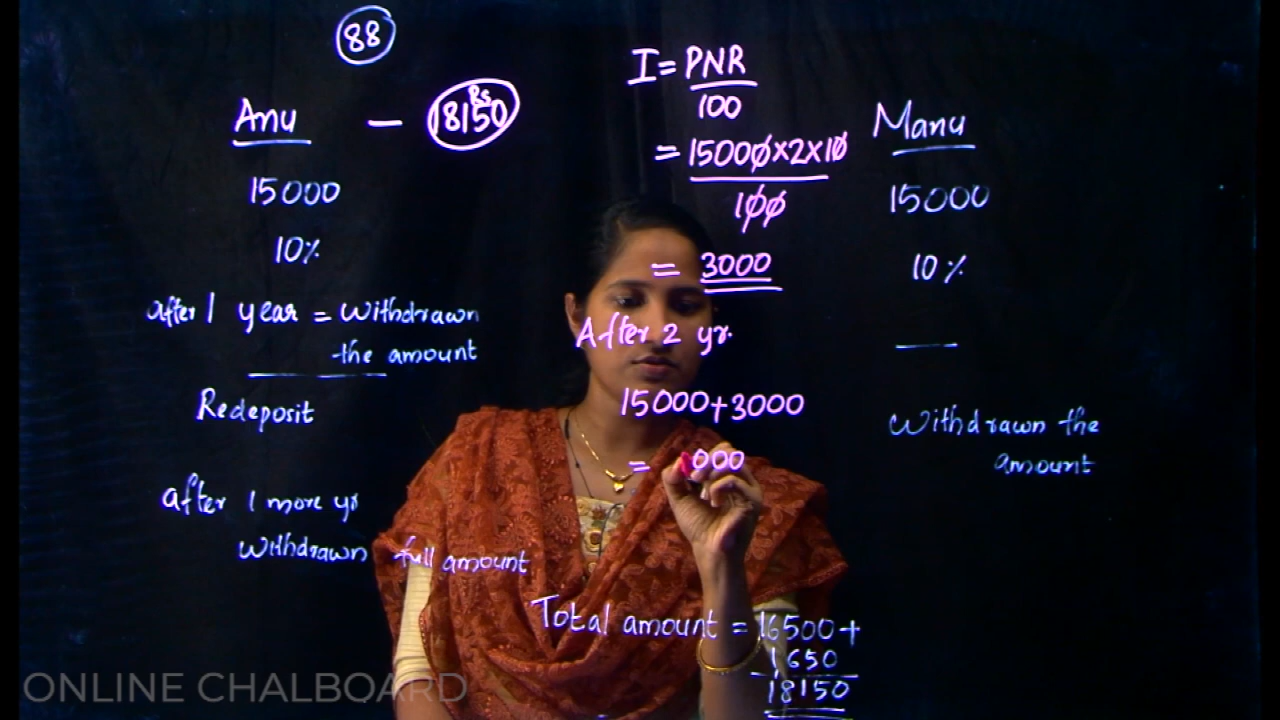 88
Anu — Rs 18150
15000
10%
after 1 year = withdrawn
the amount
Redeposit
after 1 more yr
withdrawn full amount
I = PNR
100
= 15000×2×10
100
= 3000
After 2 yr.
15000+3000
= 000
Total amount = 16500+
1650
18150
Manu
15000
10%
Withdrawn the
amount
ONLINE CHALBOARD